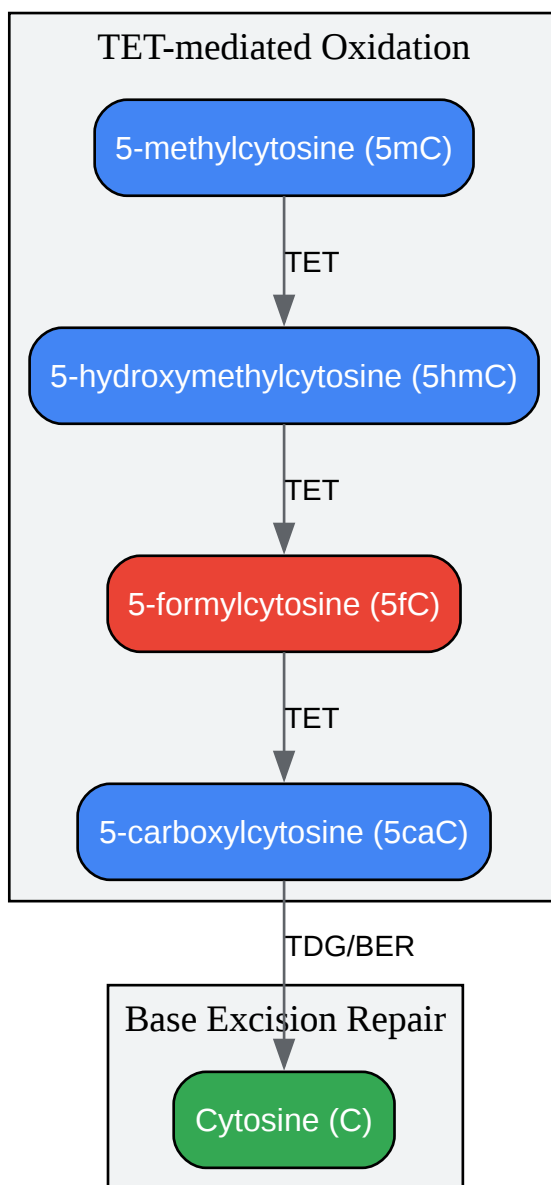 TET-mediated Oxidation
5-methylcytosine (5mC)
TET
5-hydroxymethylcytosine (5hmC)
TET
5-formylcytosine (5fC)
TET
5-carboxylcytosine (5caC)
TDG/BER
Base Excision Repair
Cytosine (C)